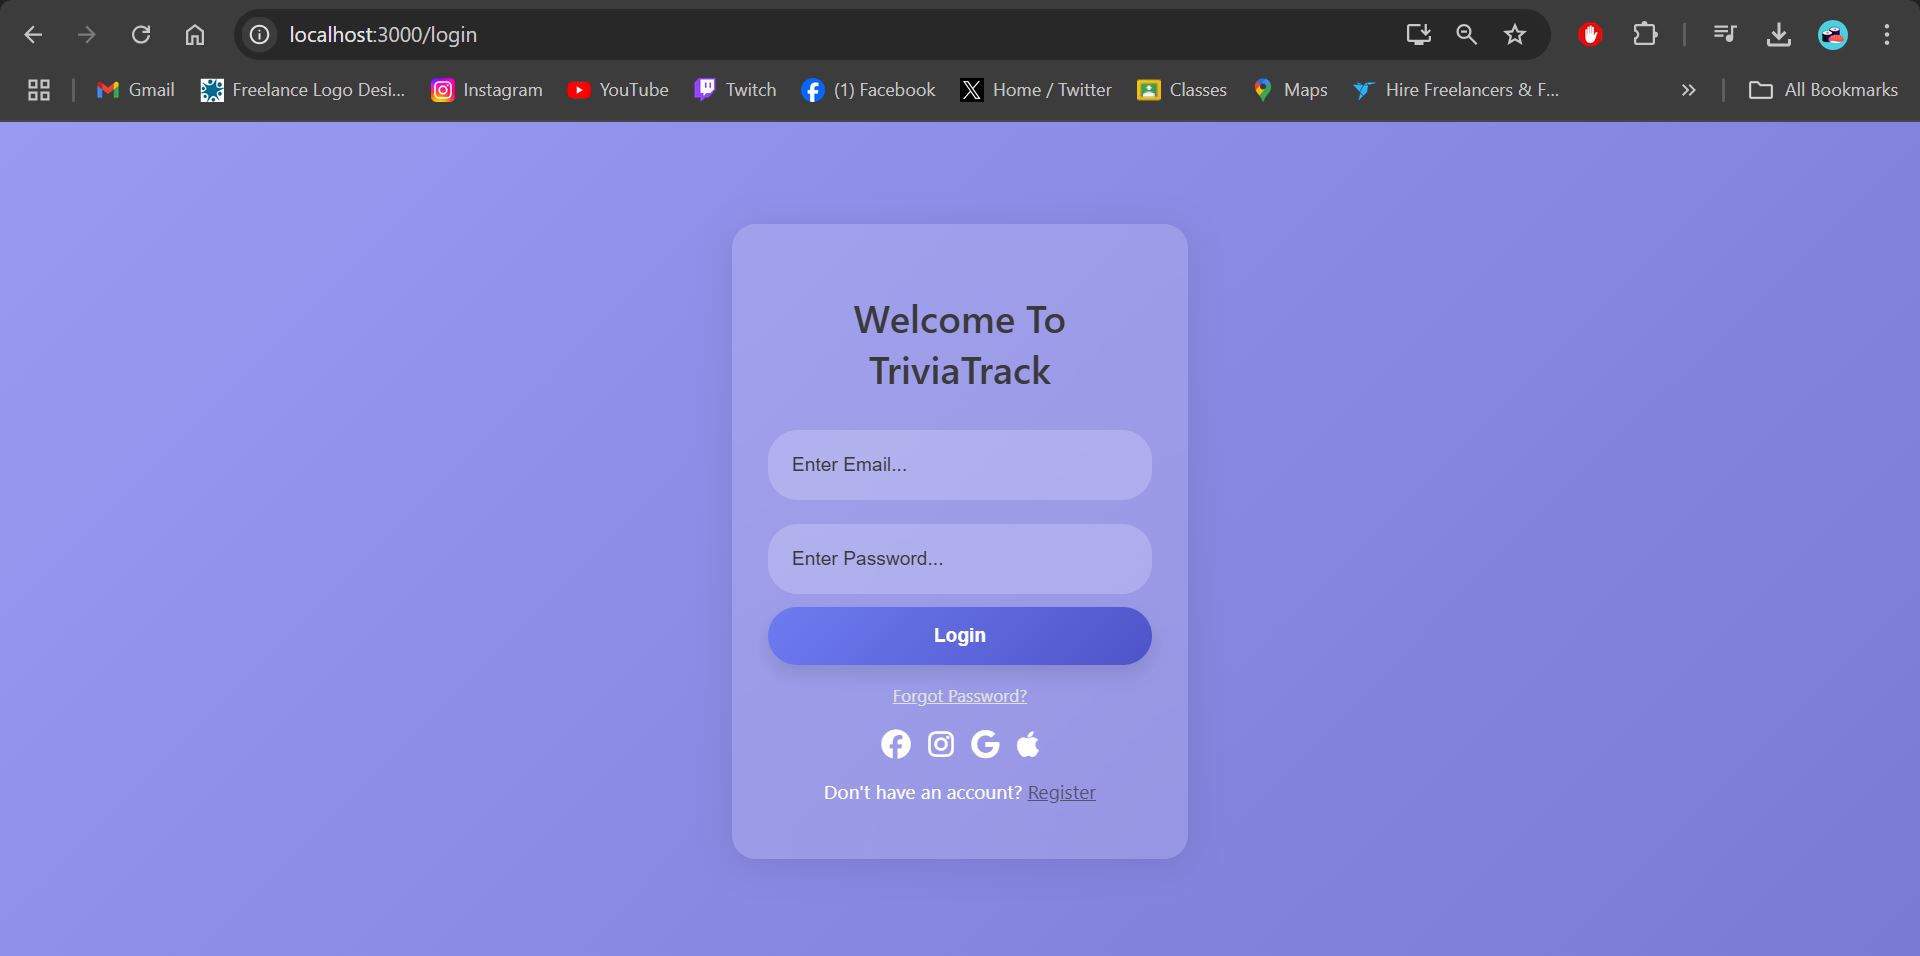 localhost:3000/login
Gmail
Freelance Logo Desi...
Instagram
YouTube
Twitch
(1) Facebook
Home / Twitter
Classes
Maps
Hire Freelancers & F...
All Bookmarks
Welcome To
TriviaTrack
Enter Email...
Enter Password...
Login
Forgot Password?
Don't have an account? Register